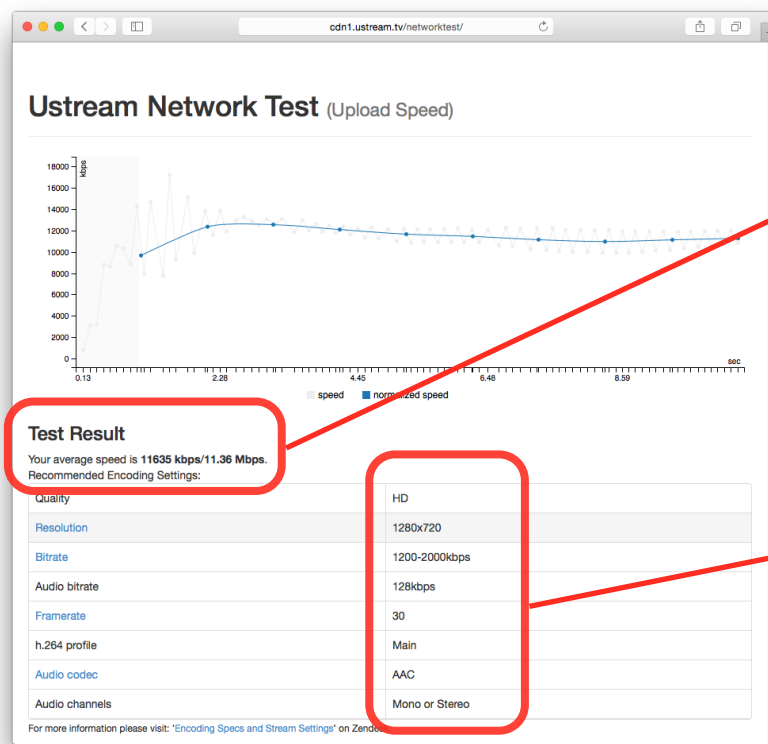 cdn1.ustream.tv/networktest/
Ustream Network Test (Upload Speed)
kbps
18000
16000
14000
12000
10000
8000
6000
4000
2000
0
sec
0.13 2.28 4.45 6.48 8.59
speed normalized speed
Test Result
Your average speed is 11635 kbps/11.36 Mbps.
Recommended Encoding Settings:
Quality HD
Resolution 1280x720
Bitrate 1200-2000kbps
Audio bitrate 128kbps
Framerate 30
h.264 profile Main
Audio codec AAC
Audio channels Mono or Stereo
For more information please visit: 'Encoding Specs and Stream Settings' on Zendesk